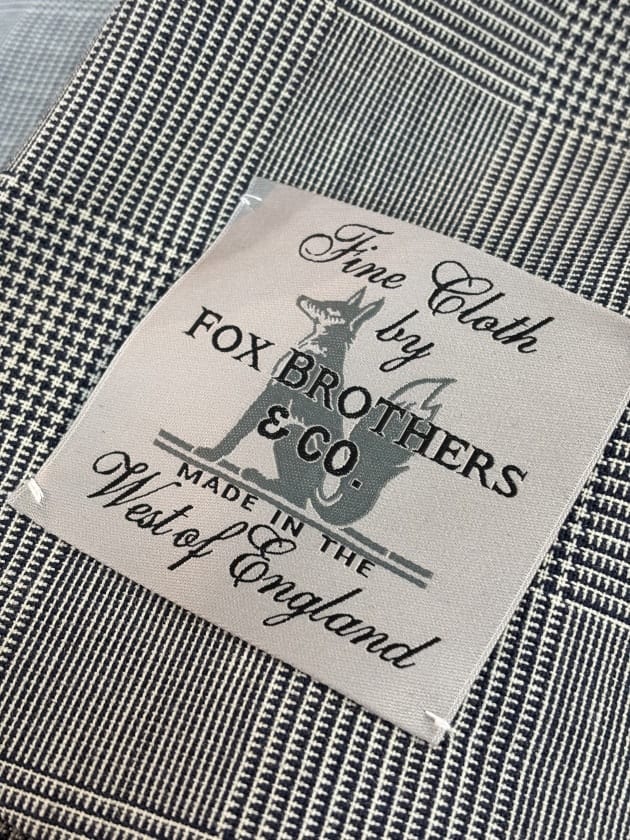 Fine Cloth
by
FOX BROTHERS
& CO.
MADE IN THE
West of England